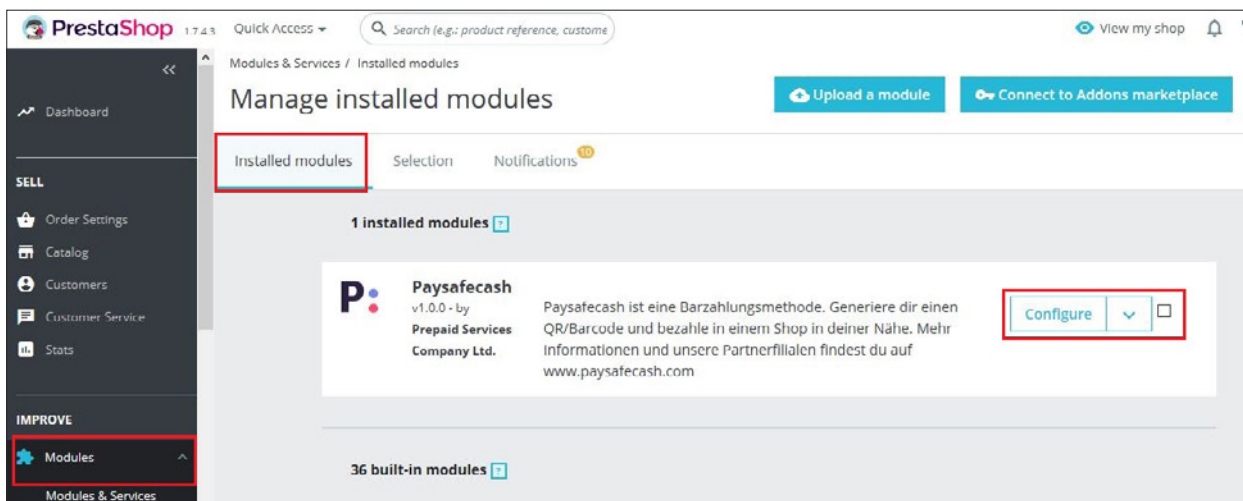 PrestaShop 1.7.4.3 Quick Access Search (e.g.: product reference, custome View my shop
Modules & Services / Installed modules
Manage installed modules
Upload a module
Connect to Addons marketplace
Installed modules Selection Notifications 10
Dashboard
SELL
Order Settings
Catalog
Customers
Customer Service
Stats
IMPROVE
Modules
Modules & Services
1 installed modules ?
P:
Paysafecash
v1.0.0 - by
Prepaid Services
Company Ltd.
Paysafecash ist eine Barzahlungsmethode. Generiere dir einen
QR/Barcode und bezahle in einem Shop in deiner Nähe. Mehr
Informationen und unsere Partnerfilialen findest du auf
www.paysafecash.com
Configure
36 built-in modules ?